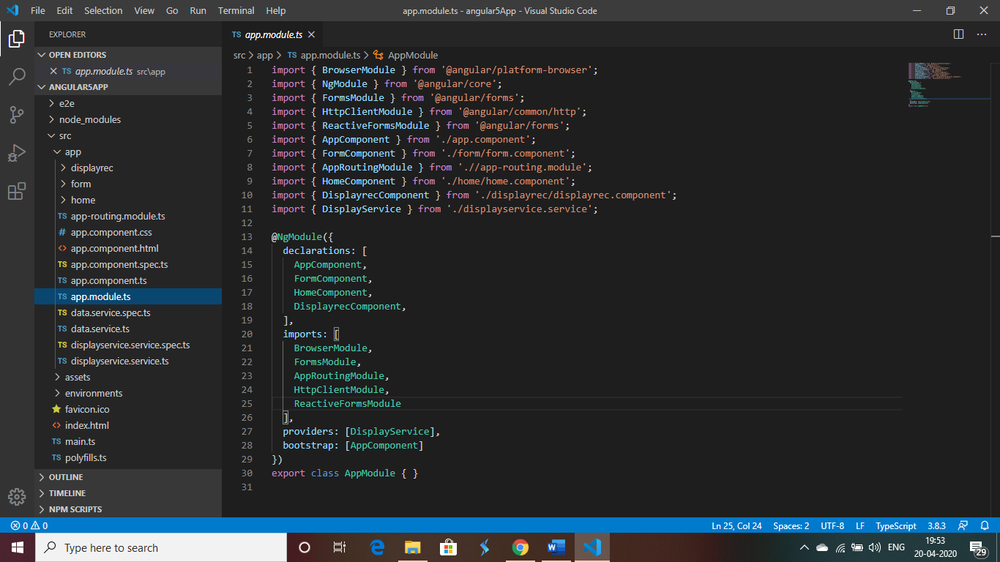 File Edit Selection View Go Run Terminal Help
app.module.ts - angular5App - Visual Studio Code
EXPLORER
OPEN EDITORS
TS app.module.ts src\app
ANGULAR5APP
e2e
node_modules
src
app
displayrec
form
home
TS app-routing.module.ts
# app.component.css
<> app.component.html
TS app.component.spec.ts
TS app.component.ts
TS app.module.ts
TS data.service.spec.ts
TS data.service.ts
TS displayservice.service.spec.ts
TS displayservice.service.ts
assets
environments
favicon.ico
<> index.html
TS main.ts
TS polyfills.ts
OUTLINE
TIMELINE
NPM SCRIPTS
TS app.module.ts
src > app > TS app.module.ts > AppModule
1 import { BrowserModule } from '@angular/platform-browser';
2 import { NgModule } from '@angular/core';
3 import { FormsModule } from '@angular/forms';
4 import { HttpClientModule } from '@angular/common/http';
5 import { ReactiveFormsModule } from '@angular/forms';
6 import { AppComponent } from './app.component';
7 import { FormComponent } from './form/form.component';
8 import { AppRoutingModule } from './/app-routing.module';
9 import { HomeComponent } from './home/home.component';
10 import { DisplayrecComponent } from './displayrec/displayrec.component';
11 import { DisplayService } from './displayservice.service';
12
13 @NgModule({
14 declarations: [
15 AppComponent,
16 FormComponent,
17 HomeComponent,
18 DisplayrecComponent,
19 ],
20 imports: [
21 BrowserModule,
22 FormsModule,
23 AppRoutingModule,
24 HttpClientModule,
25 ReactiveFormsModule
26 ],
27 providers: [DisplayService],
28 bootstrap: [AppComponent]
29 })
30 export class AppModule { }
31
0 0
Ln 25, Col 24 Spaces: 2 UTF-8 LF TypeScript 3.8.3
Type here to search
ENG
19:53
20-04-2020
29